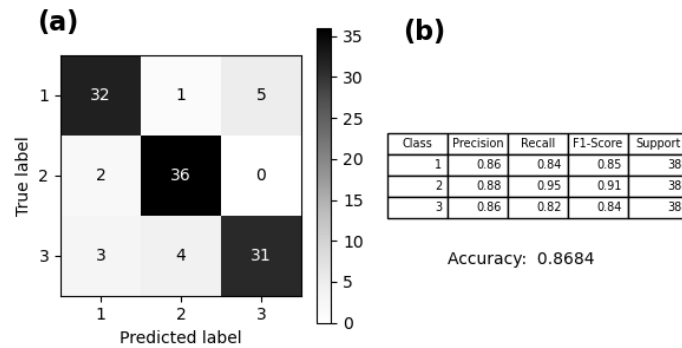 (a)
1 32 1 5
2 2 36 0
3 3 4 31
1 2 3
True label
Predicted label
35
30
25
20
15
10
5
0
(b)
Class Precision Recall F1-Score Support
1 0.86 0.84 0.85 38
2 0.88 0.95 0.91 38
3 0.86 0.82 0.84 38
Accuracy: 0.8684